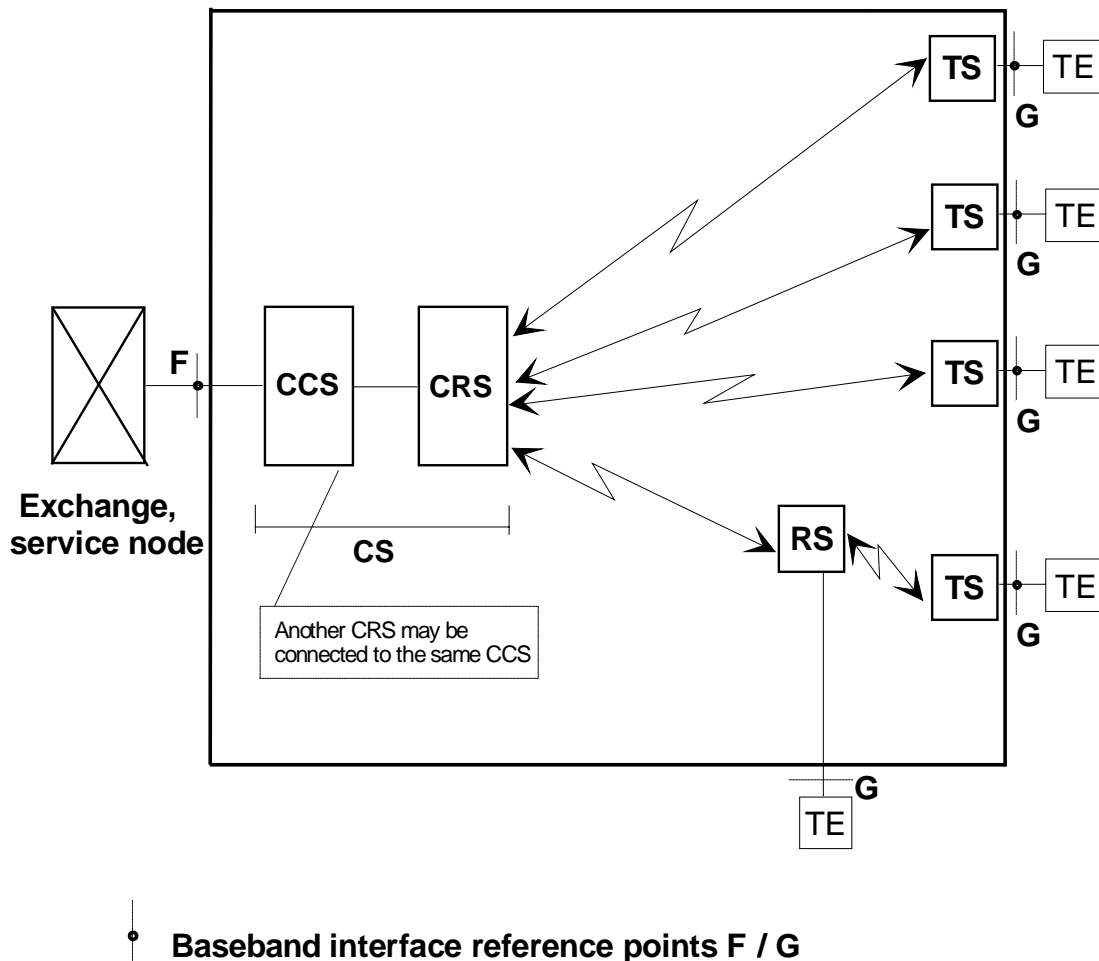 TS
TE
G
TS
TE
G
F
CCS
CRS
TS
TE
G
Exchange,
service node
CS
RS
TS
TE
G
Another CRS may be
connected to the same CCS
G
TE
Baseband interface reference points F / G